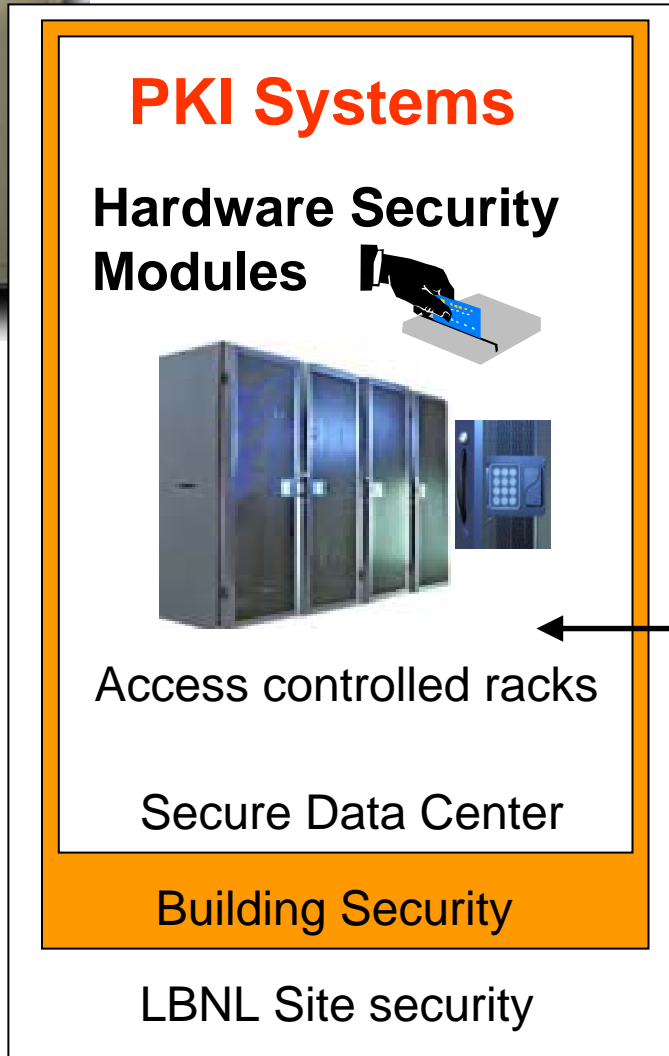 PKI Systems
Hardware Security
Modules
Access controlled racks
Secure Data Center
Building Security
LBNL Site security